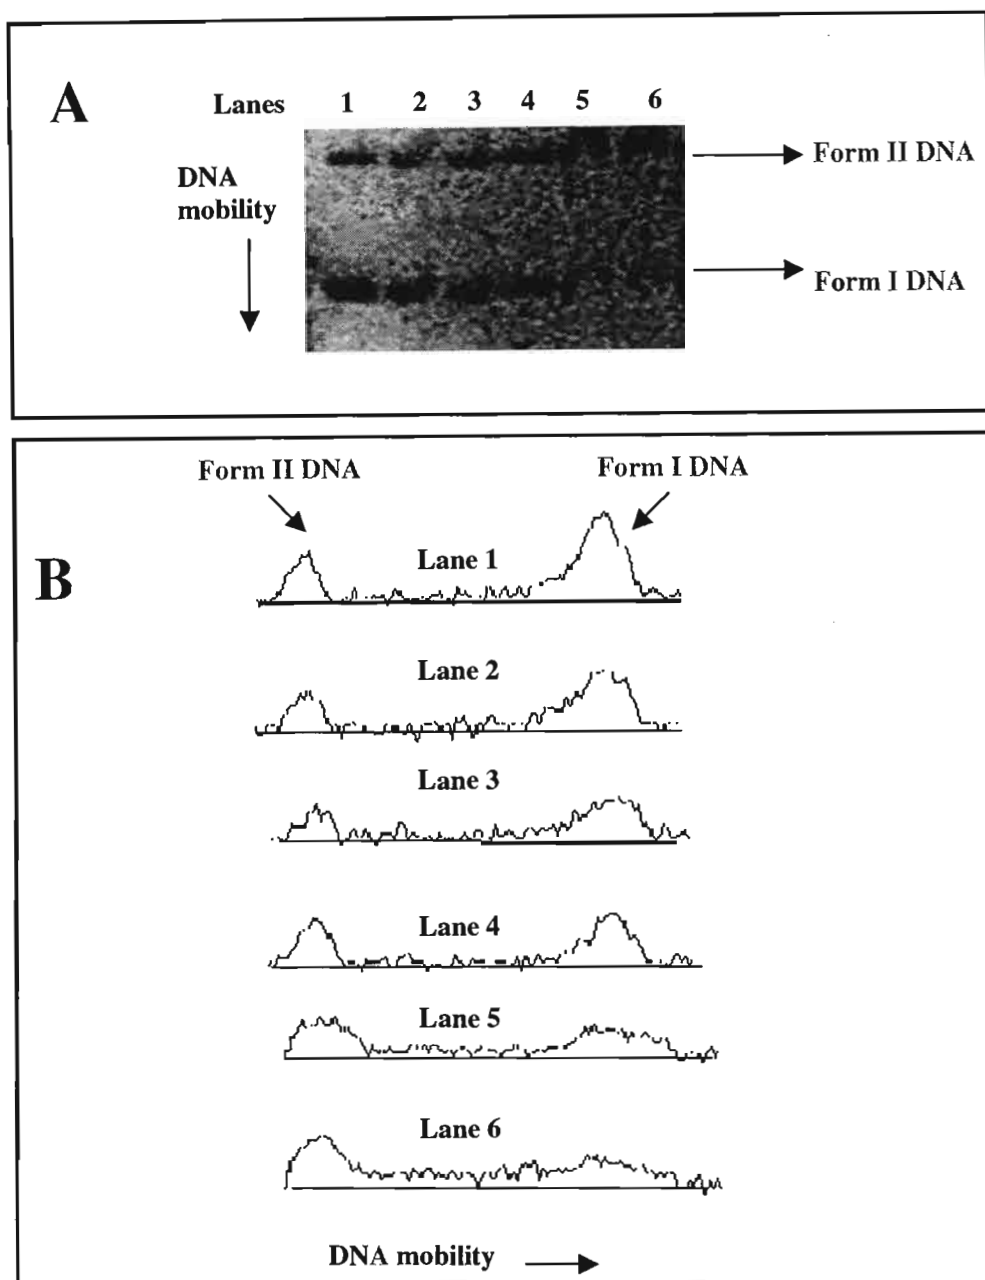 A
Lanes 1 2 3 4 5 6
DNA
mobility
Form II DNA
Form I DNA
B
Form II DNA
Form I DNA
Lane 1
Lane 2
Lane 3
Lane 4
Lane 5
Lane 6
DNA mobility